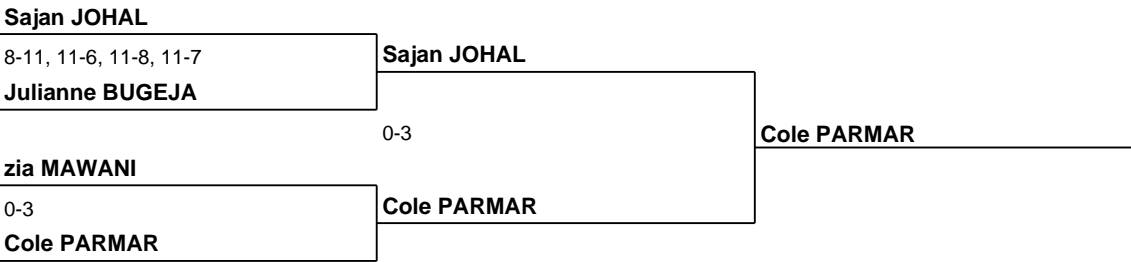 Sajan JOHAL
8-11, 11-6, 11-8, 11-7
Sajan JOHAL
Julianne BUGEJA
0-3
Cole PARMAR
zia MAWANI
0-3
Cole PARMAR
Cole PARMAR